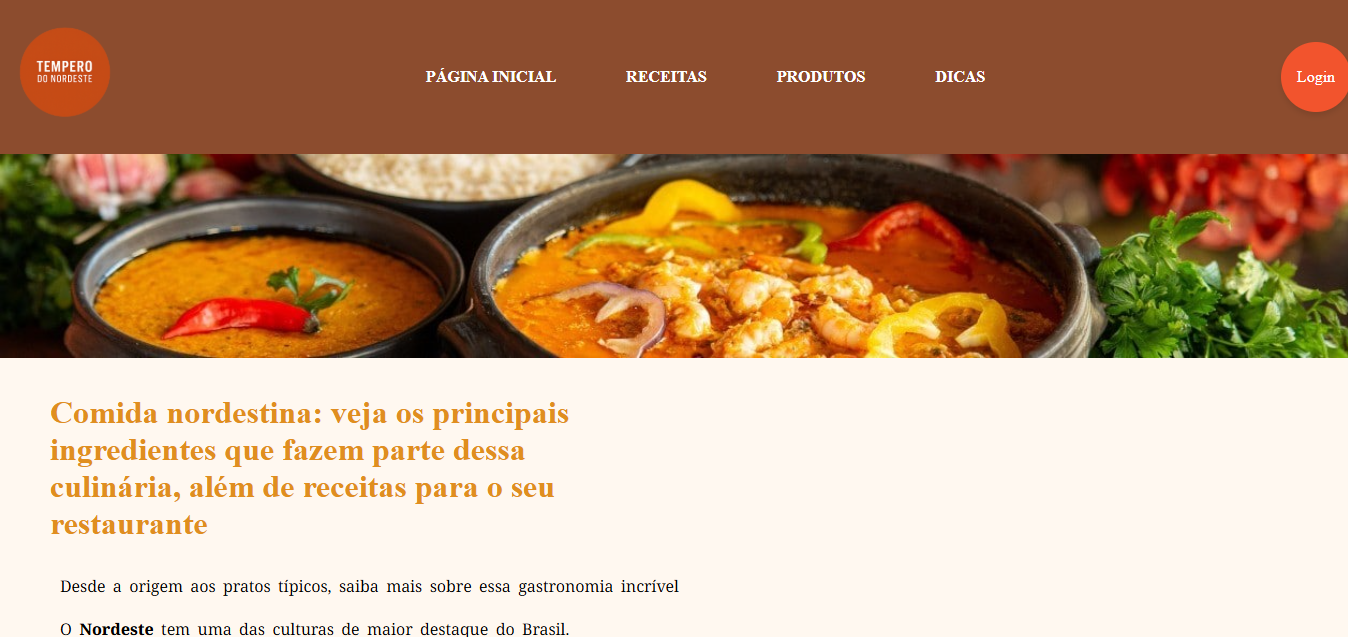 TEMPERO
DO NORDESTE
PÁGINA INICIAL RECEITAS PRODUTOS DICAS Login
Comida nordestina: veja os principais
ingredientes que fazem parte dessa
culinária, além de receitas para o seu
restaurante
Desde a origem aos pratos típicos, saiba mais sobre essa gastronomia incrível
O Nordeste tem uma das culturas de maior destaque do Brasil.